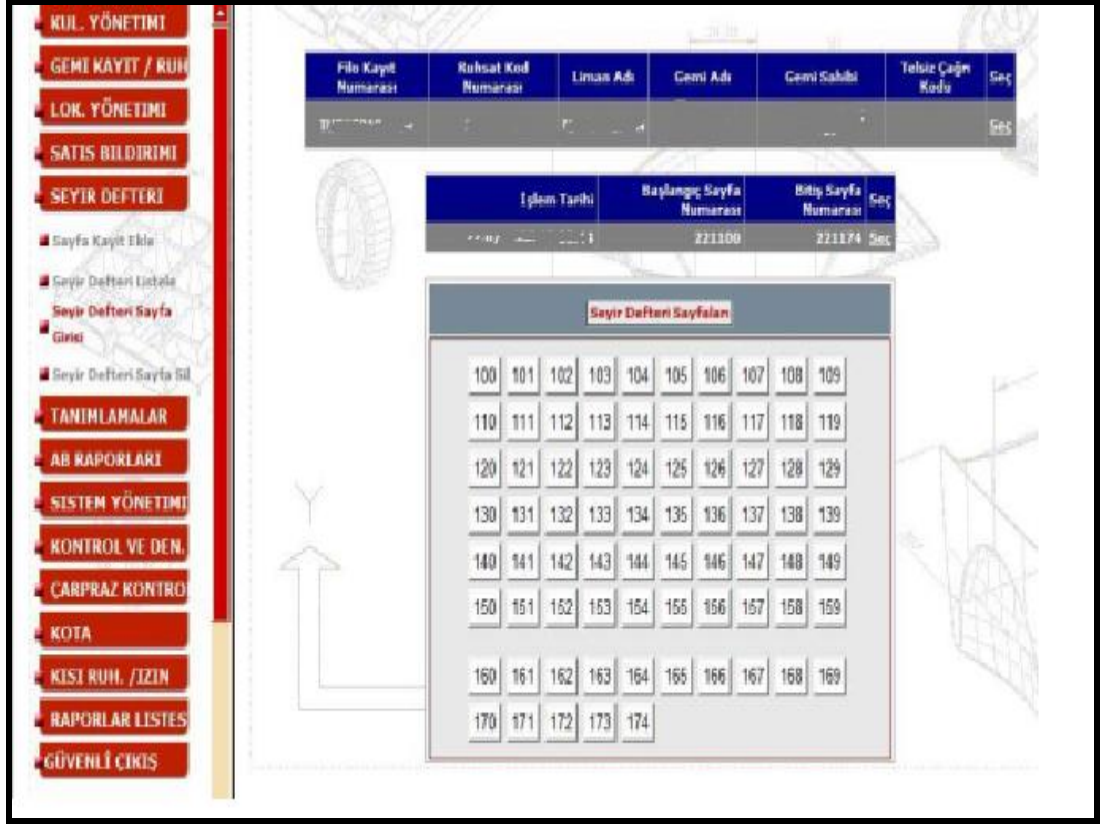 KUL. YÖNETIMI
GEMI KAYIT / RUH
LOK. YÖNETIMI
SATIS BILDIRIMI
SEYIR DEFTERI
Sayfa Kayit Ekle
Seyir Defteri Listele
Seyir Defteri Sayfa
Girisi
Seyir Defteri Sayfa Sil
TANIMLAMALAR
AB RAPORLARI
SISTEM YÖNETIMI
KONTROL VE DEN.
ÇARPRAZ KONTRO
KOTA
KISI RUH. /IZIN
RAPORLAR LISTES
GÜVENLİ ÇIKIŞ
Filo Kayıt
Numarası
Ruhsat Kod
Numarası
Liman Adı
Gemi Adı
Gemi Sahibi
Telsiz Çağrı
Kodu
Seç
Seç
İşlem Tarihi
Başlangıç Sayfa
Numarası
Bitiş Sayfa
Numarası
Seç
221100
221174
Seç
Seyir Defteri Sayfaları
100 101 102 103 104 105 106 107 108 109
110 111 112 113 114 115 116 117 118 119
120 121 122 123 124 125 126 127 128 129
130 131 132 133 134 135 136 137 138 139
140 141 142 143 144 145 146 147 148 149
150 151 152 153 154 155 156 157 158 159
160 161 162 163 164 165 166 167 168 169
170 171 172 173 174
Y